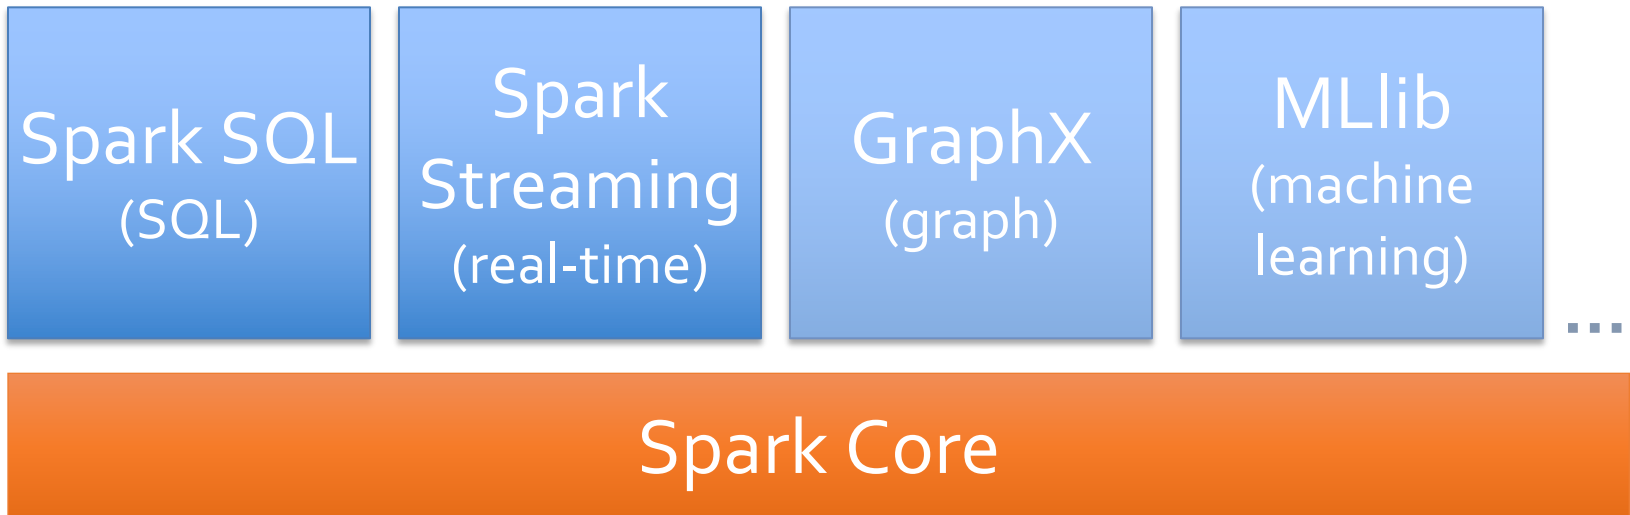 Spark SQL
(SQL)
Spark
Streaming
(real-time)
GraphX
(graph)
MLlib
(machine
learning)
...
Spark Core